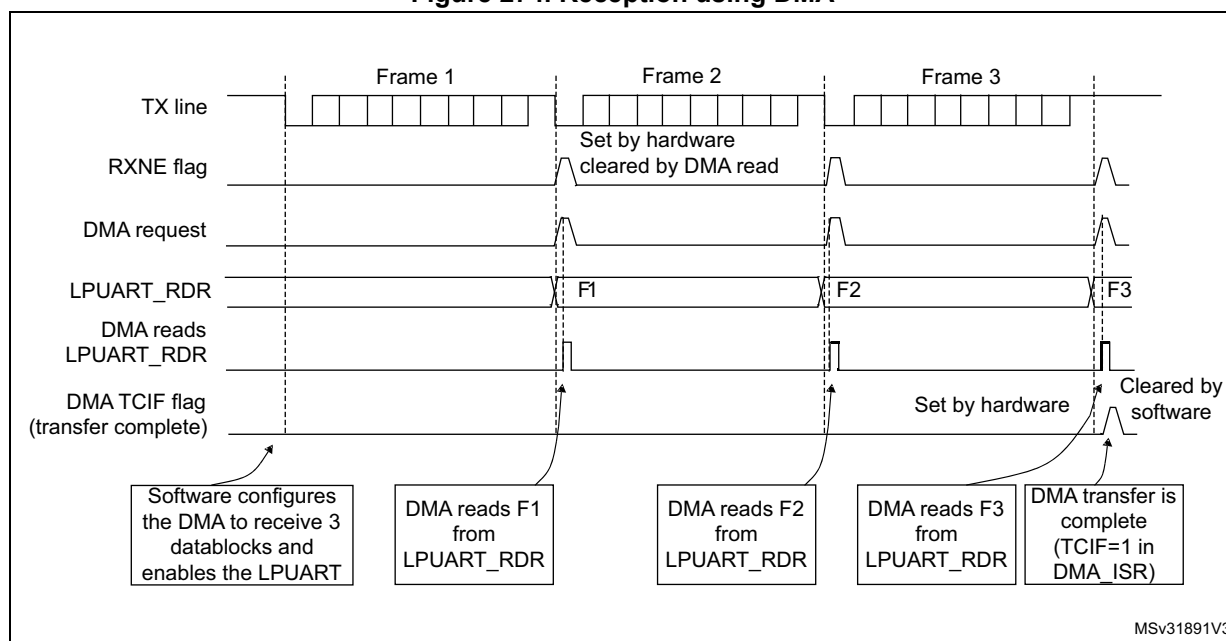 Figure 274. Reception using DMA
Frame 1
Frame 2
Frame 3
TX line
Set by hardware
cleared by DMA read
RXNE flag
DMA request
LPUART_RDR
F1
F2
F3
DMA reads
LPUART_RDR
DMA TCIF flag
(transfer complete)
Set by hardware
Cleared by
software
Software configures
the DMA to receive 3
datablocks and
enables the LPUART
DMA reads F1
from
LPUART_RDR
DMA reads F2
from
LPUART_RDR
DMA reads F3
from
LPUART_RDR
DMA transfer is
complete
(TCIF=1 in
DMA_ISR)
MSv31891V3